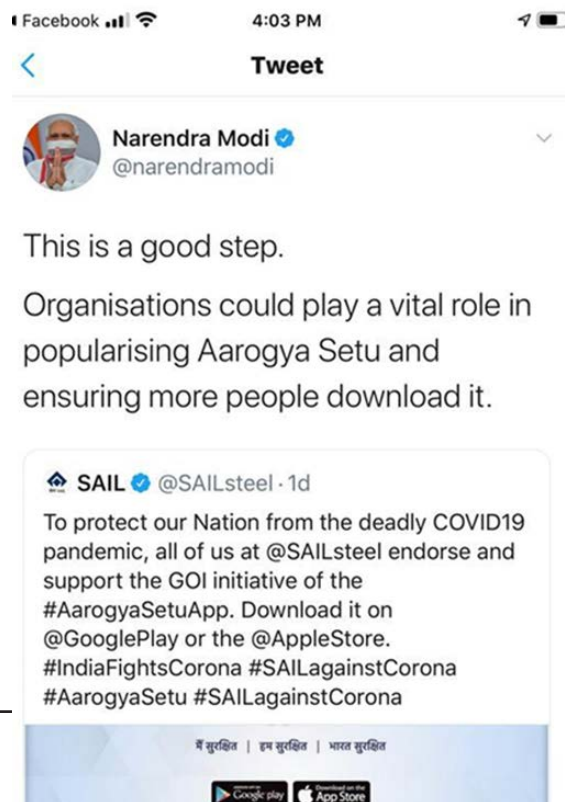 Facebook 4:03 PM
Tweet
Narendra Modi
@narendramodi
This is a good step.
Organisations could play a vital role in
popularising Aarogya Setu and
ensuring more people download it.
SAIL @SAILsteel · 1d
To protect our Nation from the deadly COVID19
pandemic, all of us at @SAILsteel endorse and
support the GOI initiative of the
#AarogyaSetuApp. Download it on
@GooglePlay or the @AppleStore.
#IndiaFightsCorona #SAILagainstCorona
#AarogyaSetu #SAILagainstCorona
मैं सुरक्षित | हम सुरक्षित | भारत सुरक्षित
Google play
Download on the
App Store